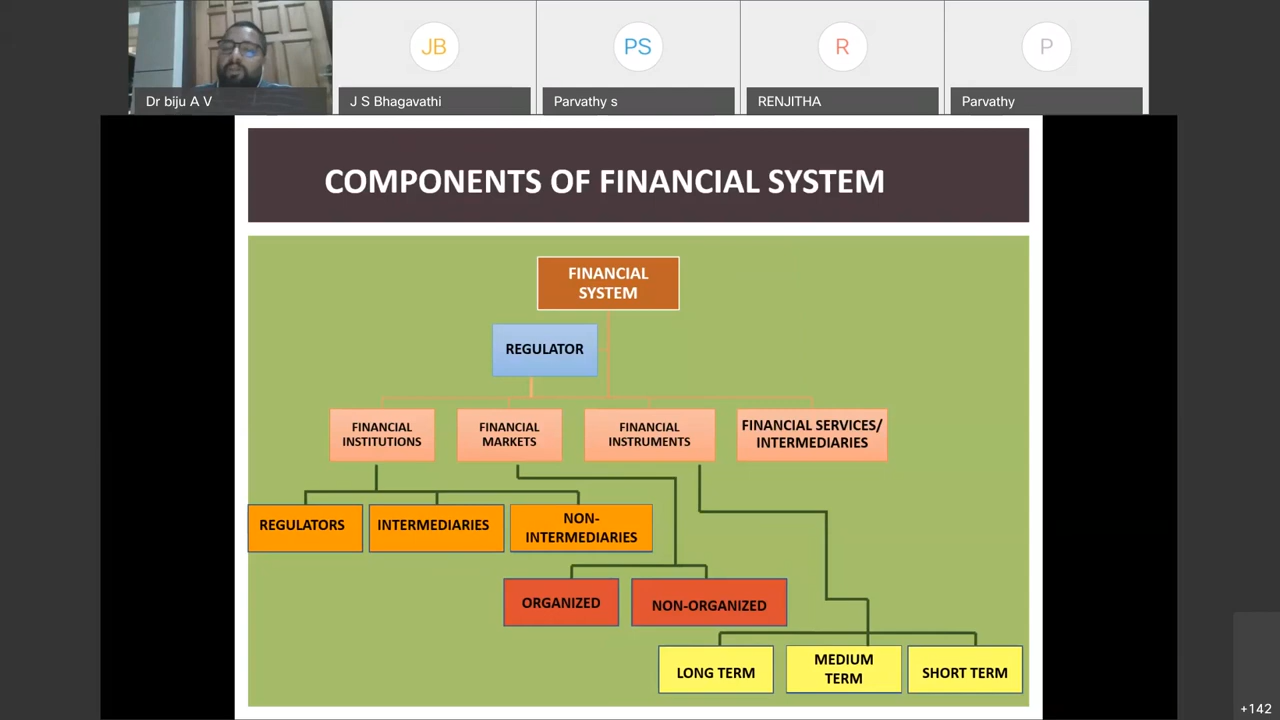 JB
PS
R
P
Dr biju A V
J S Bhagavathi
Parvathy s
RENJITHA
Parvathy
COMPONENTS OF FINANCIAL SYSTEM
FINANCIAL
SYSTEM
REGULATOR
FINANCIAL
INSTITUTIONS
FINANCIAL
MARKETS
FINANCIAL
INSTRUMENTS
FINANCIAL SERVICES/
INTERMEDIARIES
REGULATORS
INTERMEDIARIES
NON-
INTERMEDIARIES
ORGANIZED
NON-ORGANIZED
LONG TERM
MEDIUM
TERM
SHORT TERM
+142